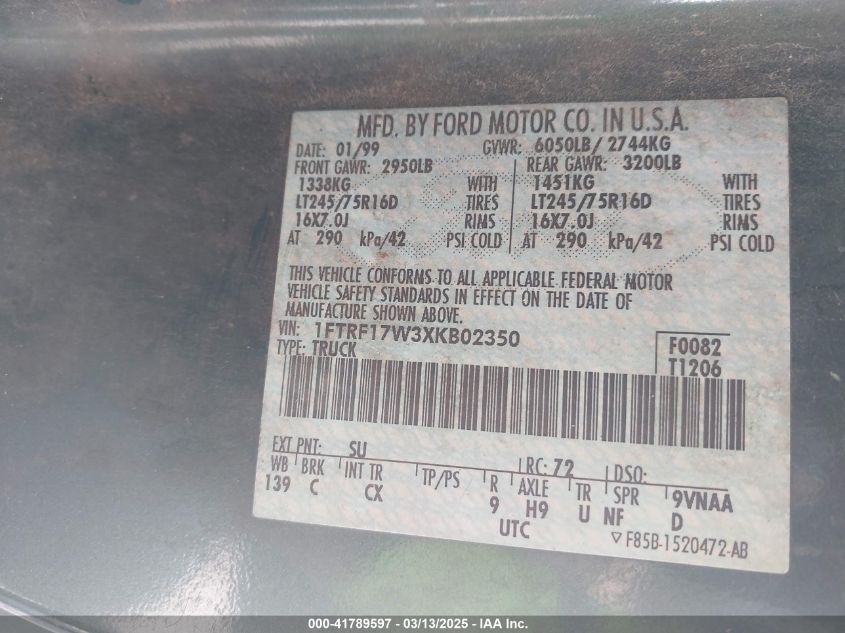 MFD. BY FORD MOTOR CO. IN U.S.A.
DATE: 01/99 GVWR: 6050LB/ 2744KG
FRONT GAWR: 2950LB REAR GAWR: 3200LB
1338KG WITH 1451KG WITH
LT245/75R16D TIRES LT245/75R16D TIRES
16X7.0J RIMS 16X7.0J RIMS
AT 290 kPa/42 PSI COLD AT 290 kPa/42 PSI COLD
THIS VEHICLE CONFORMS TO ALL APPLICABLE FEDERAL MOTOR
VEHICLE SAFETY STANDARDS IN EFFECT ON THE DATE OF
MANUFACTURE SHOWN ABOVE.
VIN: 1FTRF17W3XKB02350 F0082
TYPE: TRUCK T1206
EXT PNT: SU RC: 72 DSO:
WB BRK INT TR TP/PS R AXLE TR SPR 9VNAA
139 C CX 9 H9 U NF D
UTC ▽F85B-1520472-AB
000-41789597 - 03/13/2025 - IAA Inc.